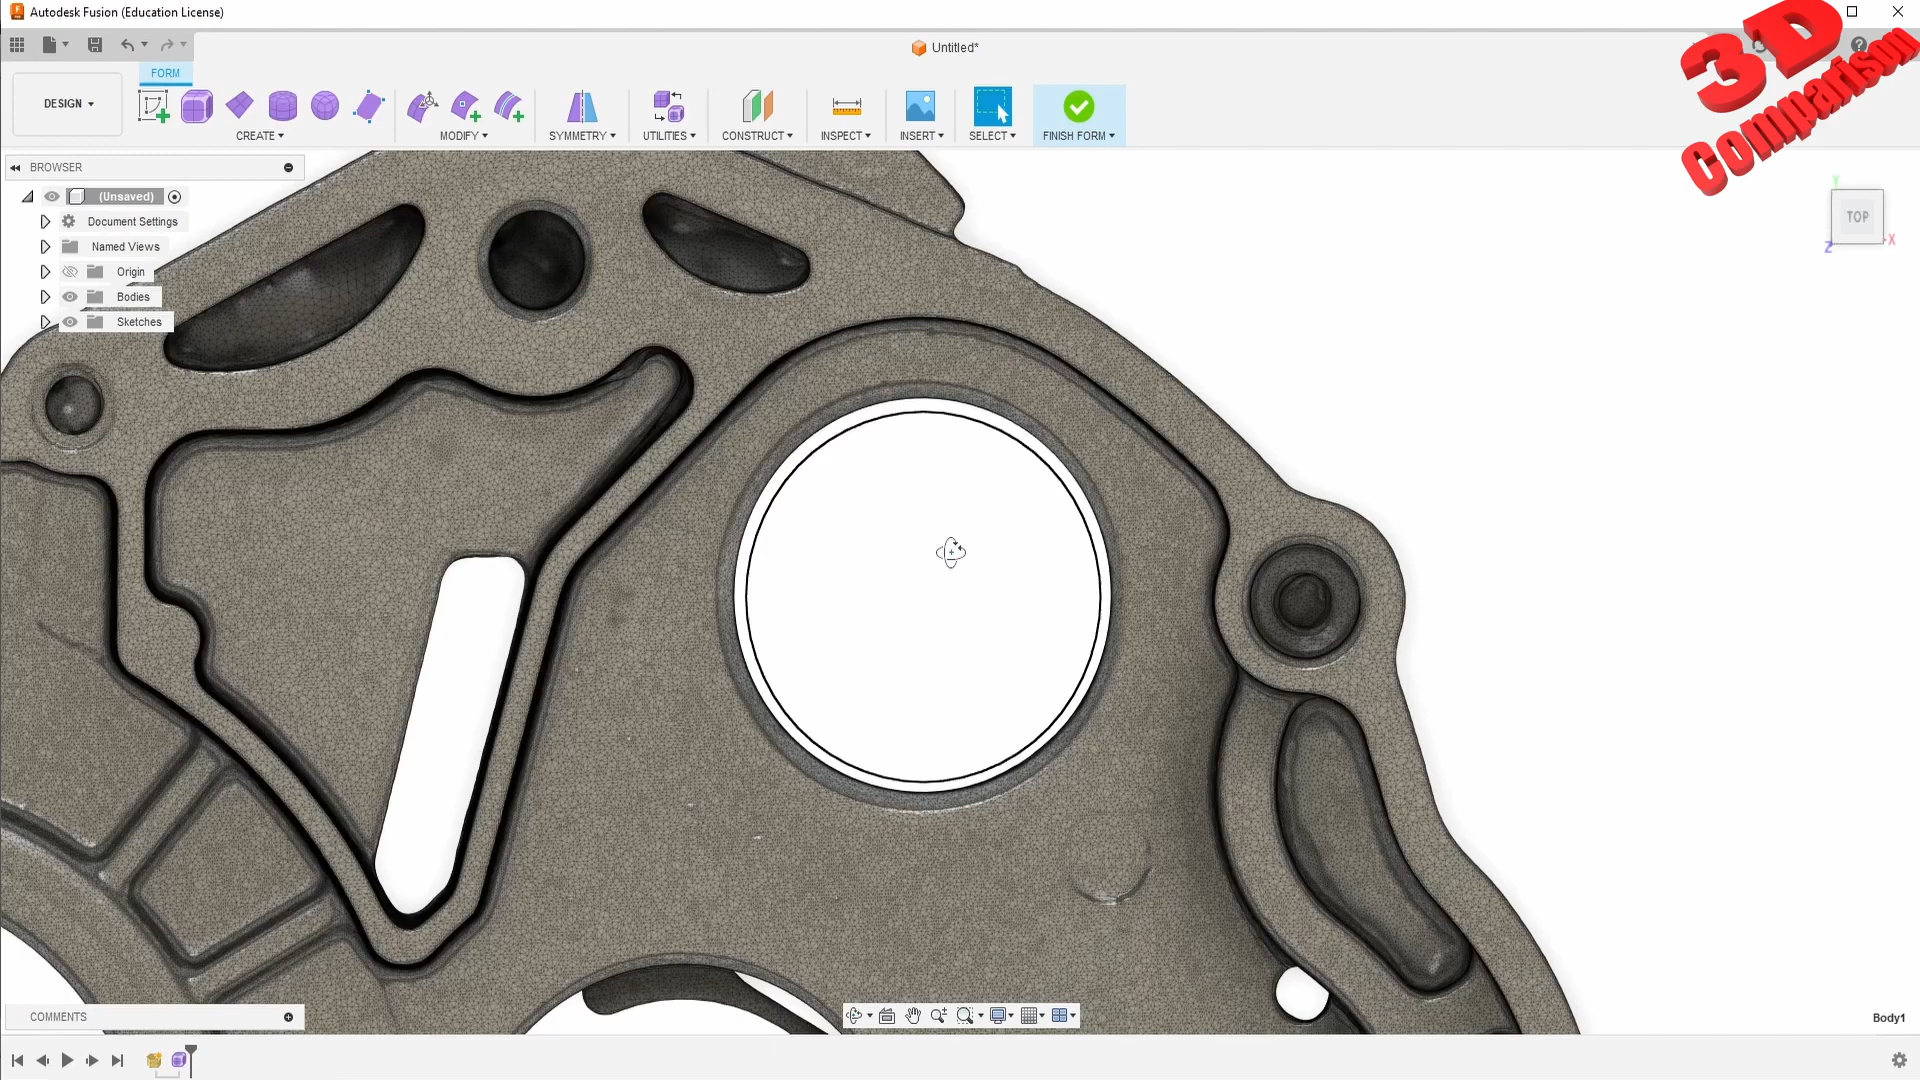 Autodesk Fusion (Education License)
Untitled*
3D
Comparison
FORM
DESIGN
CREATE
MODIFY
SYMMETRY
UTILITIES
CONSTRUCT
INSPECT
INSERT
SELECT
FINISH FORM
BROWSER
(Unsaved)
Document Settings
Named Views
Origin
Bodies
Sketches
Y
TOP
X
Z
COMMENTS
Body1